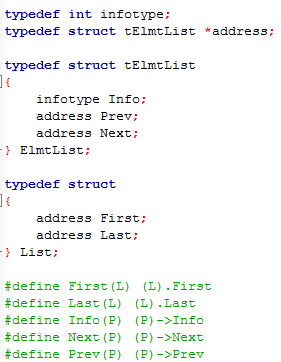 typedef int infotype;
typedef struct tElmtList *address;
typedef struct tElmtList
{
infotype Info;
address Prev;
address Next;
} ElmtList;
typedef struct
{
address First;
address Last;
} List;
#define First(L) (L).First
#define Last(L) (L).Last
#define Info(P) (P)->Info
#define Next(P) (P)->Next
#define Prev(P) (P)->Prev